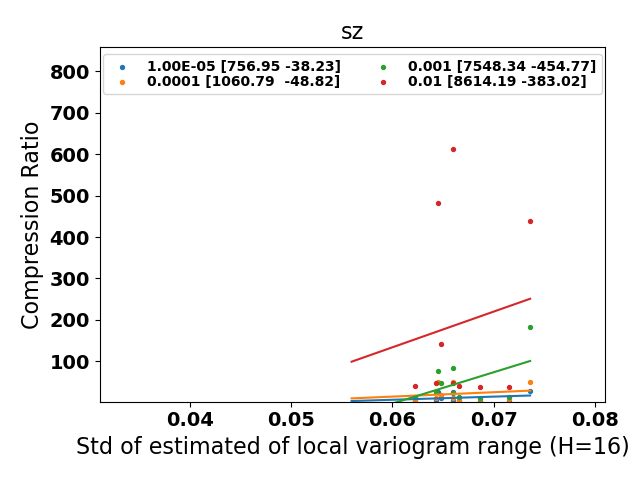 sz
1.00E-05 [756.95 -38.23]
0.0001 [1060.79  -48.82]
0.001 [7548.34 -454.77]
0.01 [8614.19 -383.02]
Compression Ratio
800
700
600
500
400
300
200
100
0.04 0.05 0.06 0.07 0.08
Std of estimated of local variogram range (H=16)